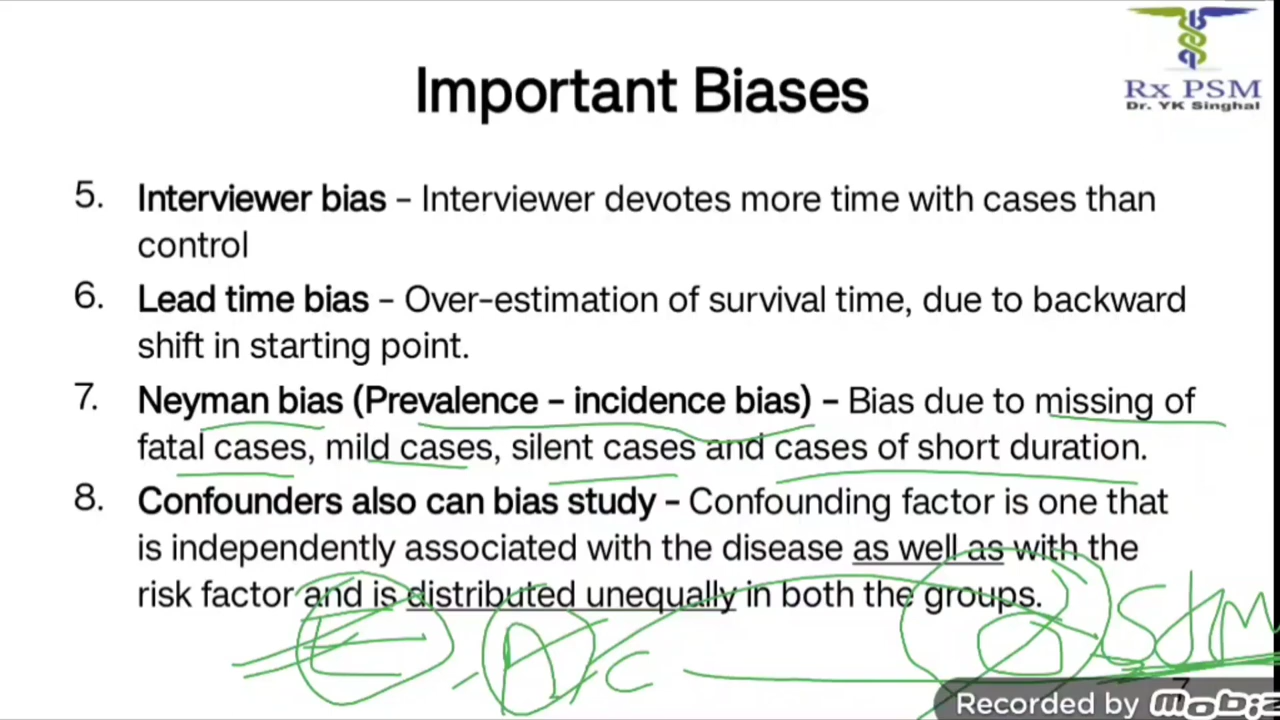 Rx PSM
Dr. YK Singhal
Important Biases
5. Interviewer bias – Interviewer devotes more time with cases than
control
6. Lead time bias – Over-estimation of survival time, due to backward
shift in starting point.
7. Neyman bias (Prevalence – incidence bias) – Bias due to missing of
fatal cases, mild cases, silent cases and cases of short duration.
8. Confounders also can bias study – Confounding factor is one that
is independently associated with the disease as well as with the
risk factor and is distributed unequally in both the groups.
7
Recorded by